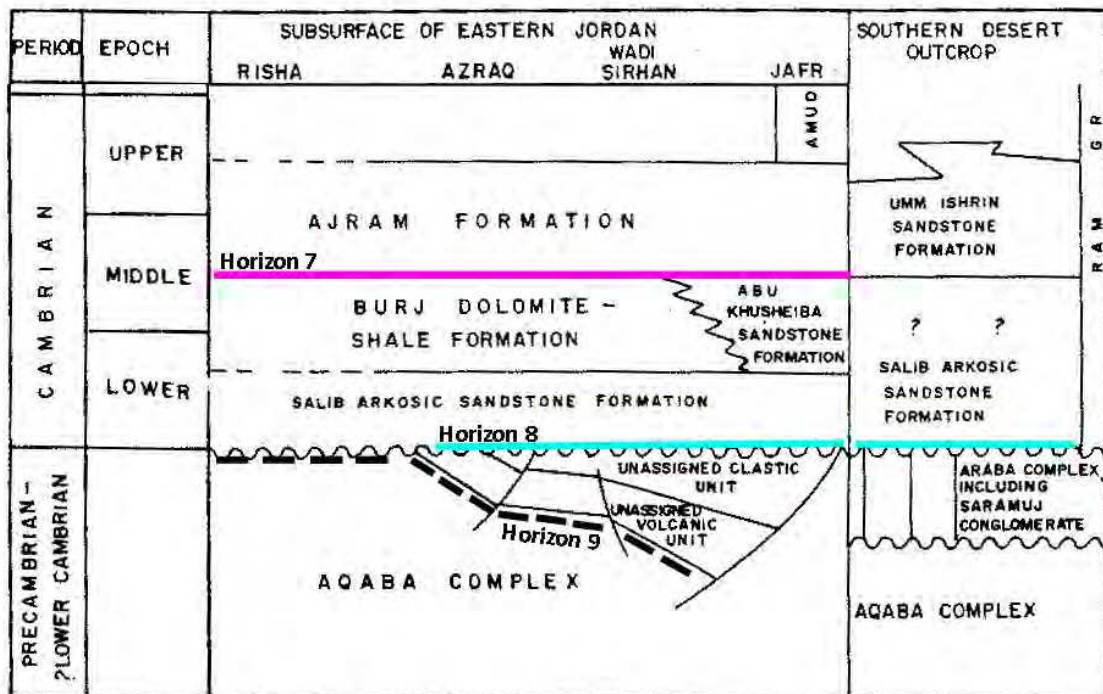 PERIOD
EPOCH
SUBSURFACE OF EASTERN JORDAN
RISHA
AZRAQ
WADI
SIRHAN
JAFR
SOUTHERN DESERT
OUTCROP
CAMBRIAN
UPPER
MIDDLE
LOWER
AMUD
AJRAM FORMATION
Horizon 7
BURJ DOLOMITE –
SHALE FORMATION
ABU
KHUSHEIBA
SANDSTONE
FORMATION
SALIB ARKOSIC SANDSTONE FORMATION
Horizon 8
UMM ISHRIN
SANDSTONE
FORMATION
RAM GR
? ?
SALIB ARKOSIC
SANDSTONE
FORMATION
PRECAMBRIAN –
?LOWER CAMBRIAN
UNASSIGNED CLASTIC
UNIT
UNASSIGNED
VOLCANIC
UNIT
Horizon 9
AQABA COMPLEX
ARABA COMPLEX
INCLUDING
SARAMUJ
CONGLOMERATE
AQABA COMPLEX